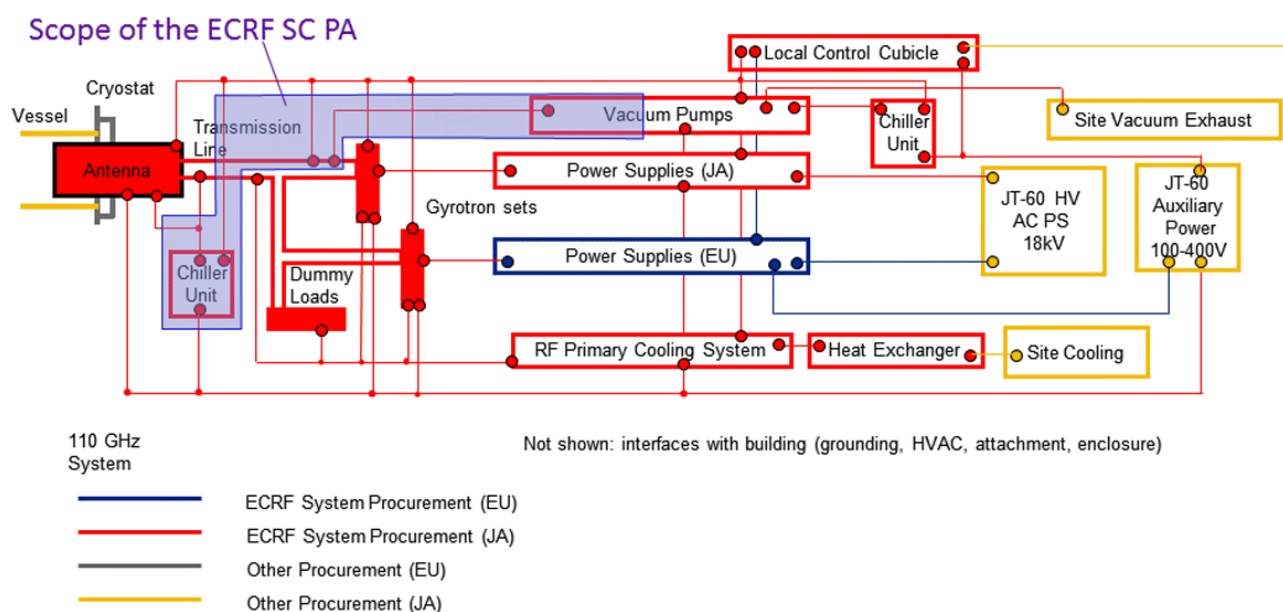 Scope of the ECRF SC PA
Local Control Cubicle
Cryostat
Vessel
Transmission
Line
Vacuum Pumps
Chiller
Unit
Site Vacuum Exhaust
Antenna
Power Supplies (JA)
JT-60 HV
AC PS
18kV
JT-60
Auxiliary
Power
100-400V
Gyrotron sets
Power Supplies (EU)
Chiller
Unit
Dummy
Loads
RF Primary Cooling System
Heat Exchanger
Site Cooling
110 GHz
System
Not shown: interfaces with building (grounding, HVAC, attachment, enclosure)
ECRF System Procurement (EU)
ECRF System Procurement (JA)
Other Procurement (EU)
Other Procurement (JA)